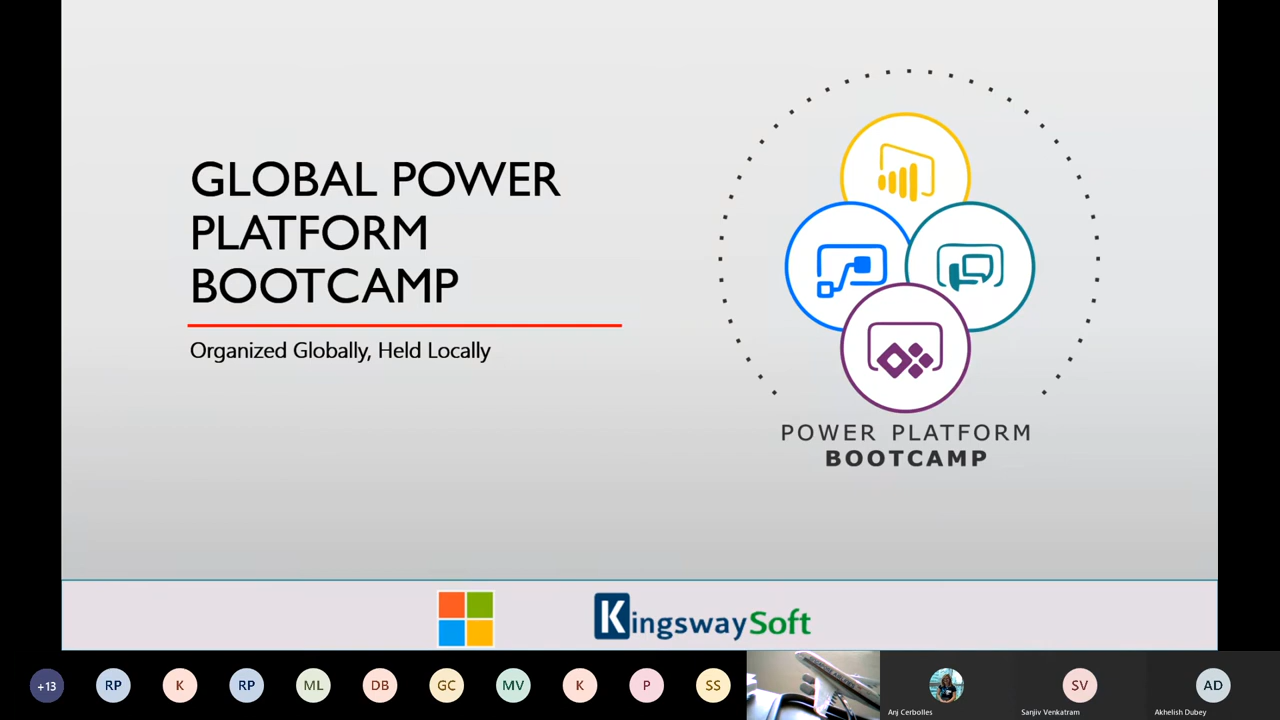 GLOBAL POWER
PLATFORM
BOOTCAMP
Organized Globally, Held Locally
POWER PLATFORM
BOOTCAMP
KingswaySoft
+13
RP
K
RP
ML
DB
GC
MV
K
P
SS
Anj Cerbolles
SV
Sanjiv Venkatram
AD
Akhelish Dubey